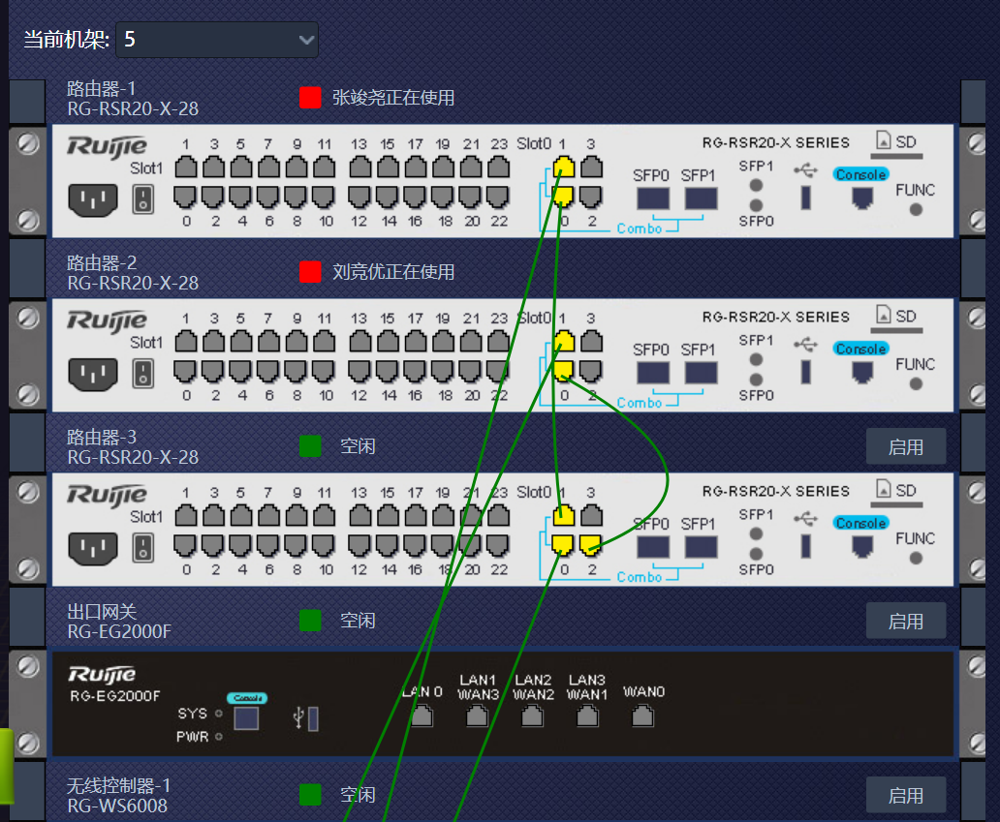 当前机架: 5
路由器-1
RG-RSR20-X-28
张竣尧正在使用
Ruijie 1 3 5 7 9 11 13 15 17 19 21 23 Slot0 1 3 RG-RSR20-X SERIES SD
Slot1 SFP0 SFP1 SFP1 Console
FUNC
0 2 4 6 8 10 12 14 16 18 20 22 0 2 Combo SFP0
路由器-2
RG-RSR20-X-28
刘竞优正在使用
Ruijie 1 3 5 7 9 11 13 15 17 19 21 23 Slot0 1 3 RG-RSR20-X SERIES SD
Slot1 SFP0 SFP1 SFP1 Console
FUNC
0 2 4 6 8 10 12 14 16 18 20 22 0 2 Combo SFP0
路由器-3
RG-RSR20-X-28
空闲
启用
Ruijie 1 3 5 7 9 11 13 15 17 19 21 23 Slot0 1 3 RG-RSR20-X SERIES SD
Slot1 SFP0 SFP1 SFP1 Console
FUNC
0 2 4 6 8 10 12 14 16 18 20 22 0 2 Combo SFP0
出口网关
RG-EG2000F
空闲
启用
Ruijie
RG-EG2000F
Console
SYS
PWR
LAN 0 LAN1 LAN2 LAN3
WAN3 WAN2 WAN1 WAN0
无线控制器-1
RG-WS6008
空闲
启用